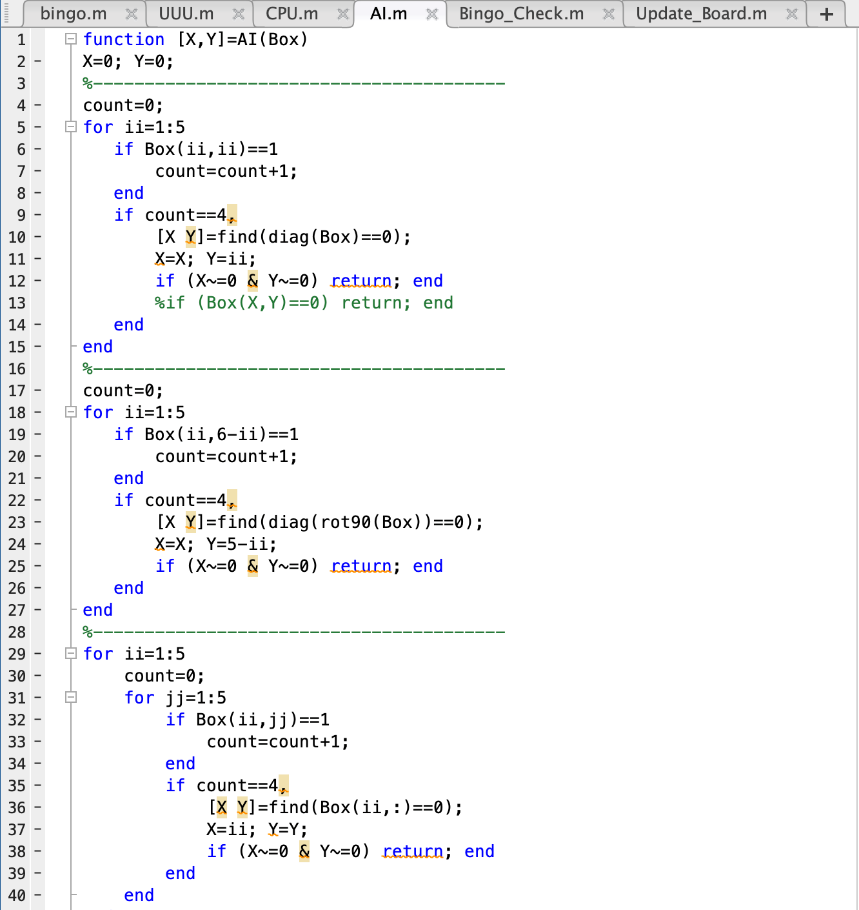 bingo.m × UUU.m × CPU.m × AI.m × Bingo_Check.m × Update_Board.m × +
1 function [X,Y]=AI(Box)
2 - X=0; Y=0;
3 %----------------------------------------
4 - count=0;
5 - for ii=1:5
6 - if Box(ii,ii)==1
7 - count=count+1;
8 - end
9 - if count==4,
10 - [X Y]=find(diag(Box)==0);
11 - X=X; Y=ii;
12 - if (X~=0 & Y~=0) return; end
13 %if (Box(X,Y)==0) return; end
14 - end
15 - end
16 %----------------------------------------
17 - count=0;
18 - for ii=1:5
19 - if Box(ii,6-ii)==1
20 - count=count+1;
21 - end
22 - if count==4,
23 - [X Y]=find(diag(rot90(Box))==0);
24 - X=X; Y=5-ii;
25 - if (X~=0 & Y~=0) return; end
26 - end
27 - end
28 %----------------------------------------
29 - for ii=1:5
30 - count=0;
31 - for jj=1:5
32 - if Box(ii,jj)==1
33 - count=count+1;
34 - end
35 - if count==4,
36 - [X Y]=find(Box(ii,:)==0);
37 - X=ii; Y=Y;
38 - if (X~=0 & Y~=0) return; end
39 - end
40 - end